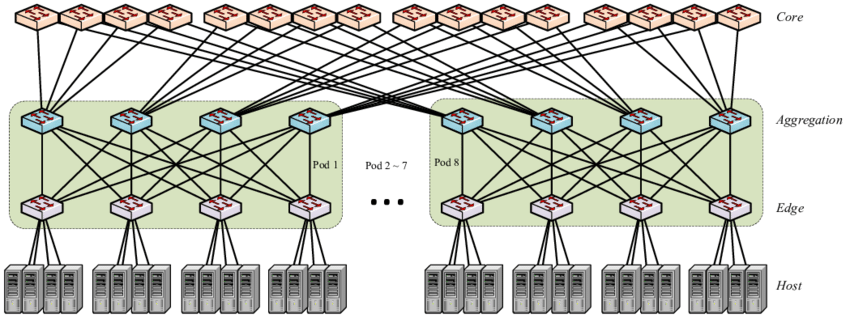 Core
Aggregation
Pod 1
Pod 2 ~ 7
Pod 8
Edge
Host